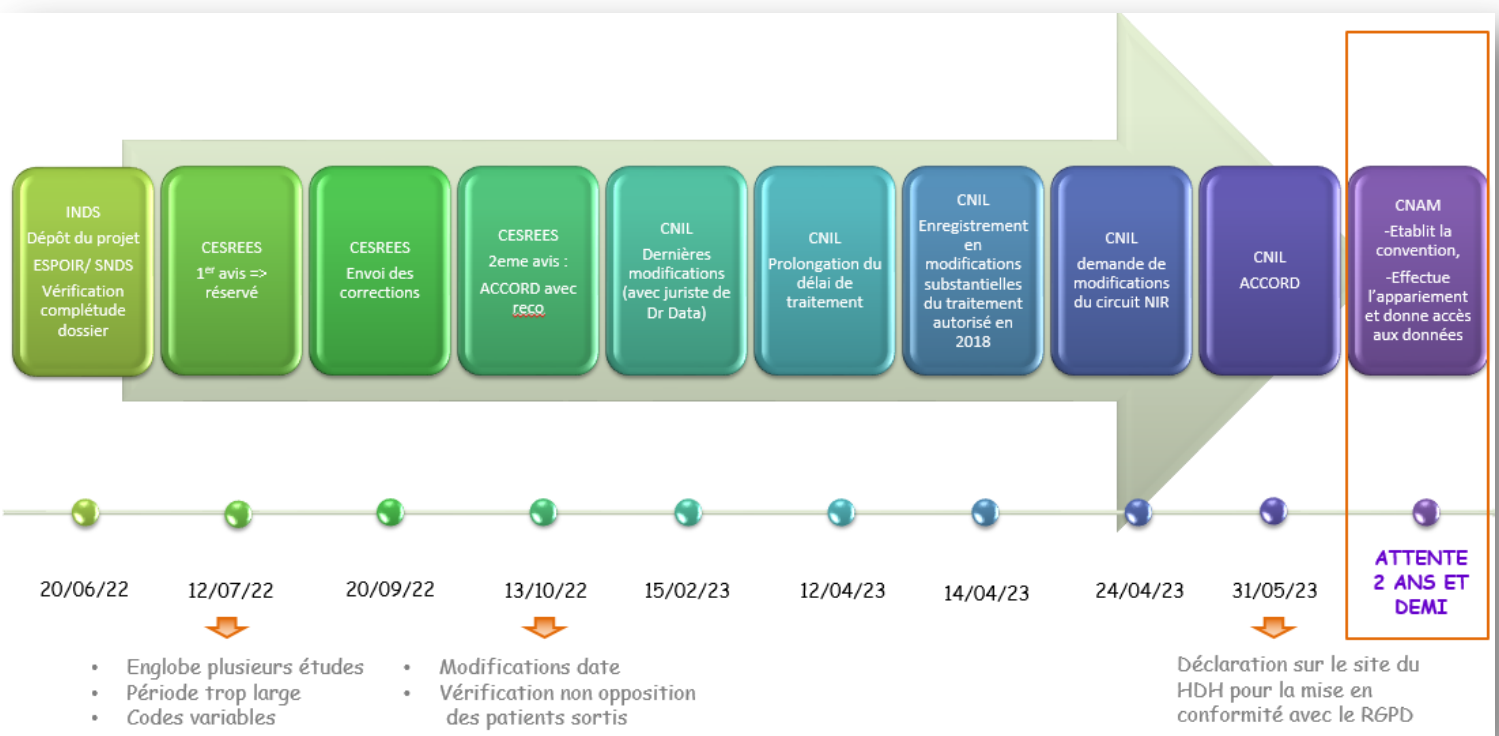 INDS
Dépôt du projet
ESPOIR/ SNDS
Vérification
complétude
dossier
CESREES
1er avis =>
réservé
CESREES
Envoi des
corrections
CESREES
2eme avis :
ACCORD avec
reco
CNIL
Dernières
modifications
(avec juriste de
Dr Data)
CNIL
Prolongation du
délai de
traitement
CNIL
Enregistrement
en
modifications
substantielles
du traitement
autorisé en
2018
CNIL
demande de
modifications
du circuit NIR
CNIL
ACCORD
CNAM
-Etablit la
convention,
-Effectue
l’appariement
et donne accès
aux données
20/06/22
12/07/22
20/09/22
13/10/22
15/02/23
12/04/23
14/04/23
24/04/23
31/05/23
ATTENTE
2 ANS ET
DEMI
• Englobe plusieurs études
• Période trop large
• Codes variables
• Modifications date
• Vérification non opposition
des patients sortis
Déclaration sur le site du
HDH pour la mise en
conformité avec le RGPD